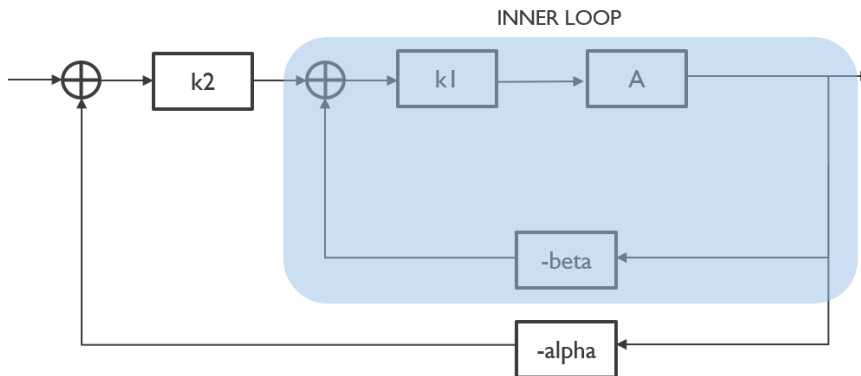 INNER LOOP
k2
k1
A
-beta
-alpha